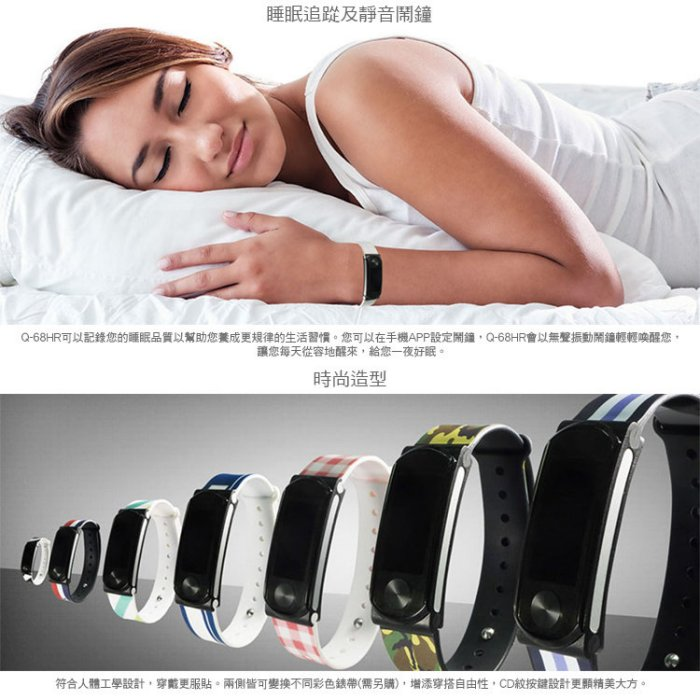 睡眠追蹤及靜音鬧鐘
Q-68HR可以記錄您的睡眠品質以幫助您養成更規律的生活習慣。您可以在手機APP設定鬧鐘，Q-68HR會以無聲振動鬧鐘輕輕喚醒您，
讓您每天從容地醒來，給您一夜好眠。
時尚造型
符合人體工學設計，穿戴更服貼。兩側皆可變換不同彩色錶帶(需另購)，增添穿搭自由性，CD紋按鍵設計更顯精美大方。